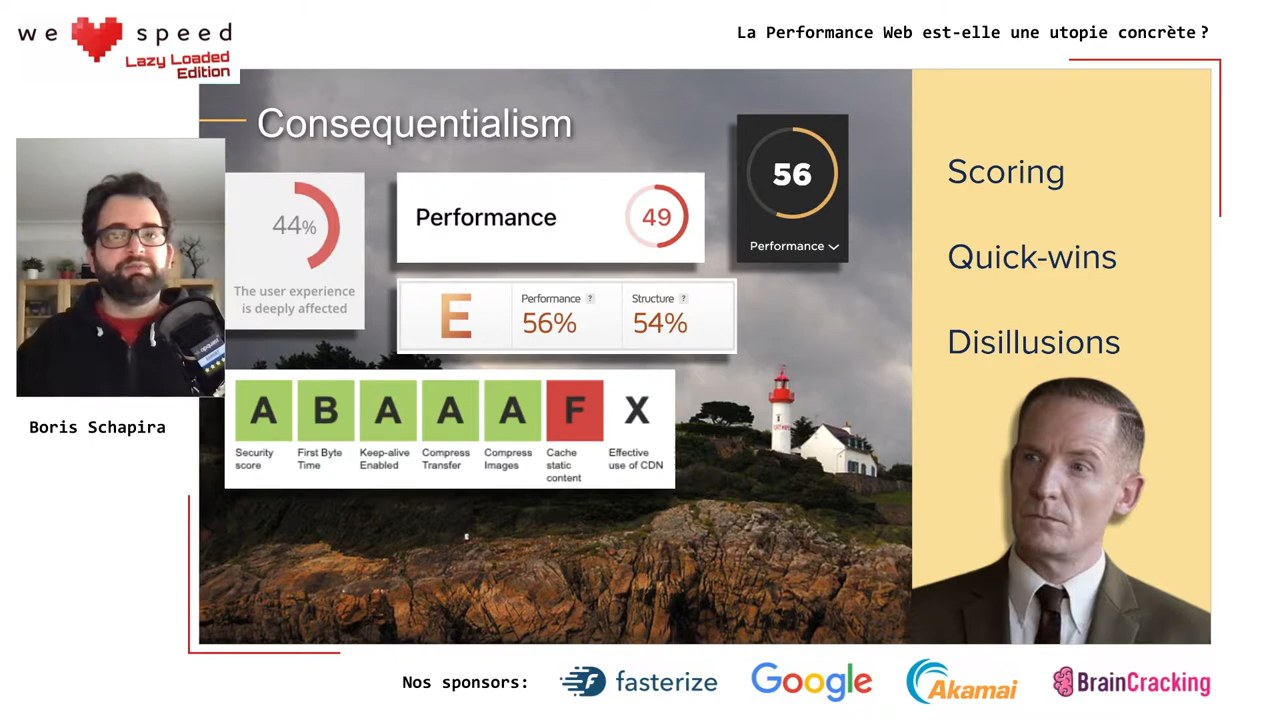 we speed
Lazy Loaded
Edition
La Performance Web est-elle une utopie concrète ?
Consequentialism
44%
The user experience
is deeply affected
Performance 49
56
Performance
E
Performance ?
56%
Structure ?
54%
A B A A A F X
Security score
First Byte Time
Keep-alive Enabled
Compress Transfer
Compress Images
Cache static content
Effective use of CDN
Scoring
Quick-wins
Disillusions
Boris Schapira
Nos sponsors: fasterize Google Akamai BrainCracking